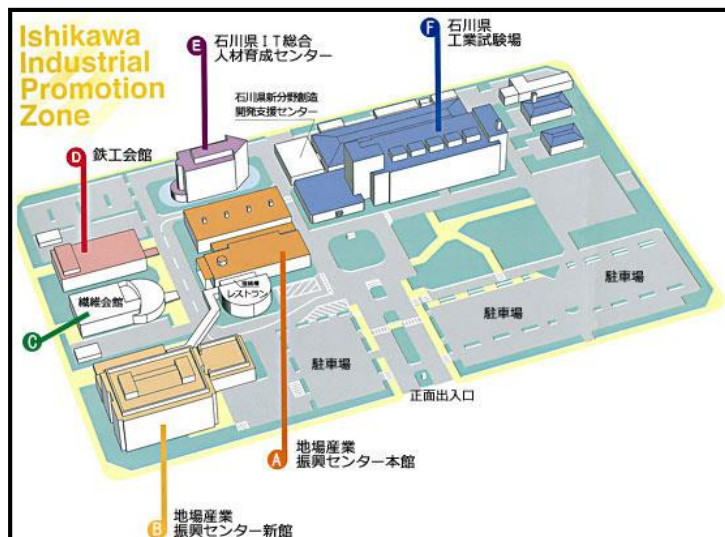 Ishikawa
Industrial
Promotion
Zone
E
石川県IT総合
人材育成センター
F
石川県
工業試験場
石川県新分野創造
開発支援センター
D
鉄工会館
繊維会館
C
レストラン
駐車場
駐車場
駐車場
正面出入口
A
地場産業
振興センター本館
B
地場産業
振興センター新館